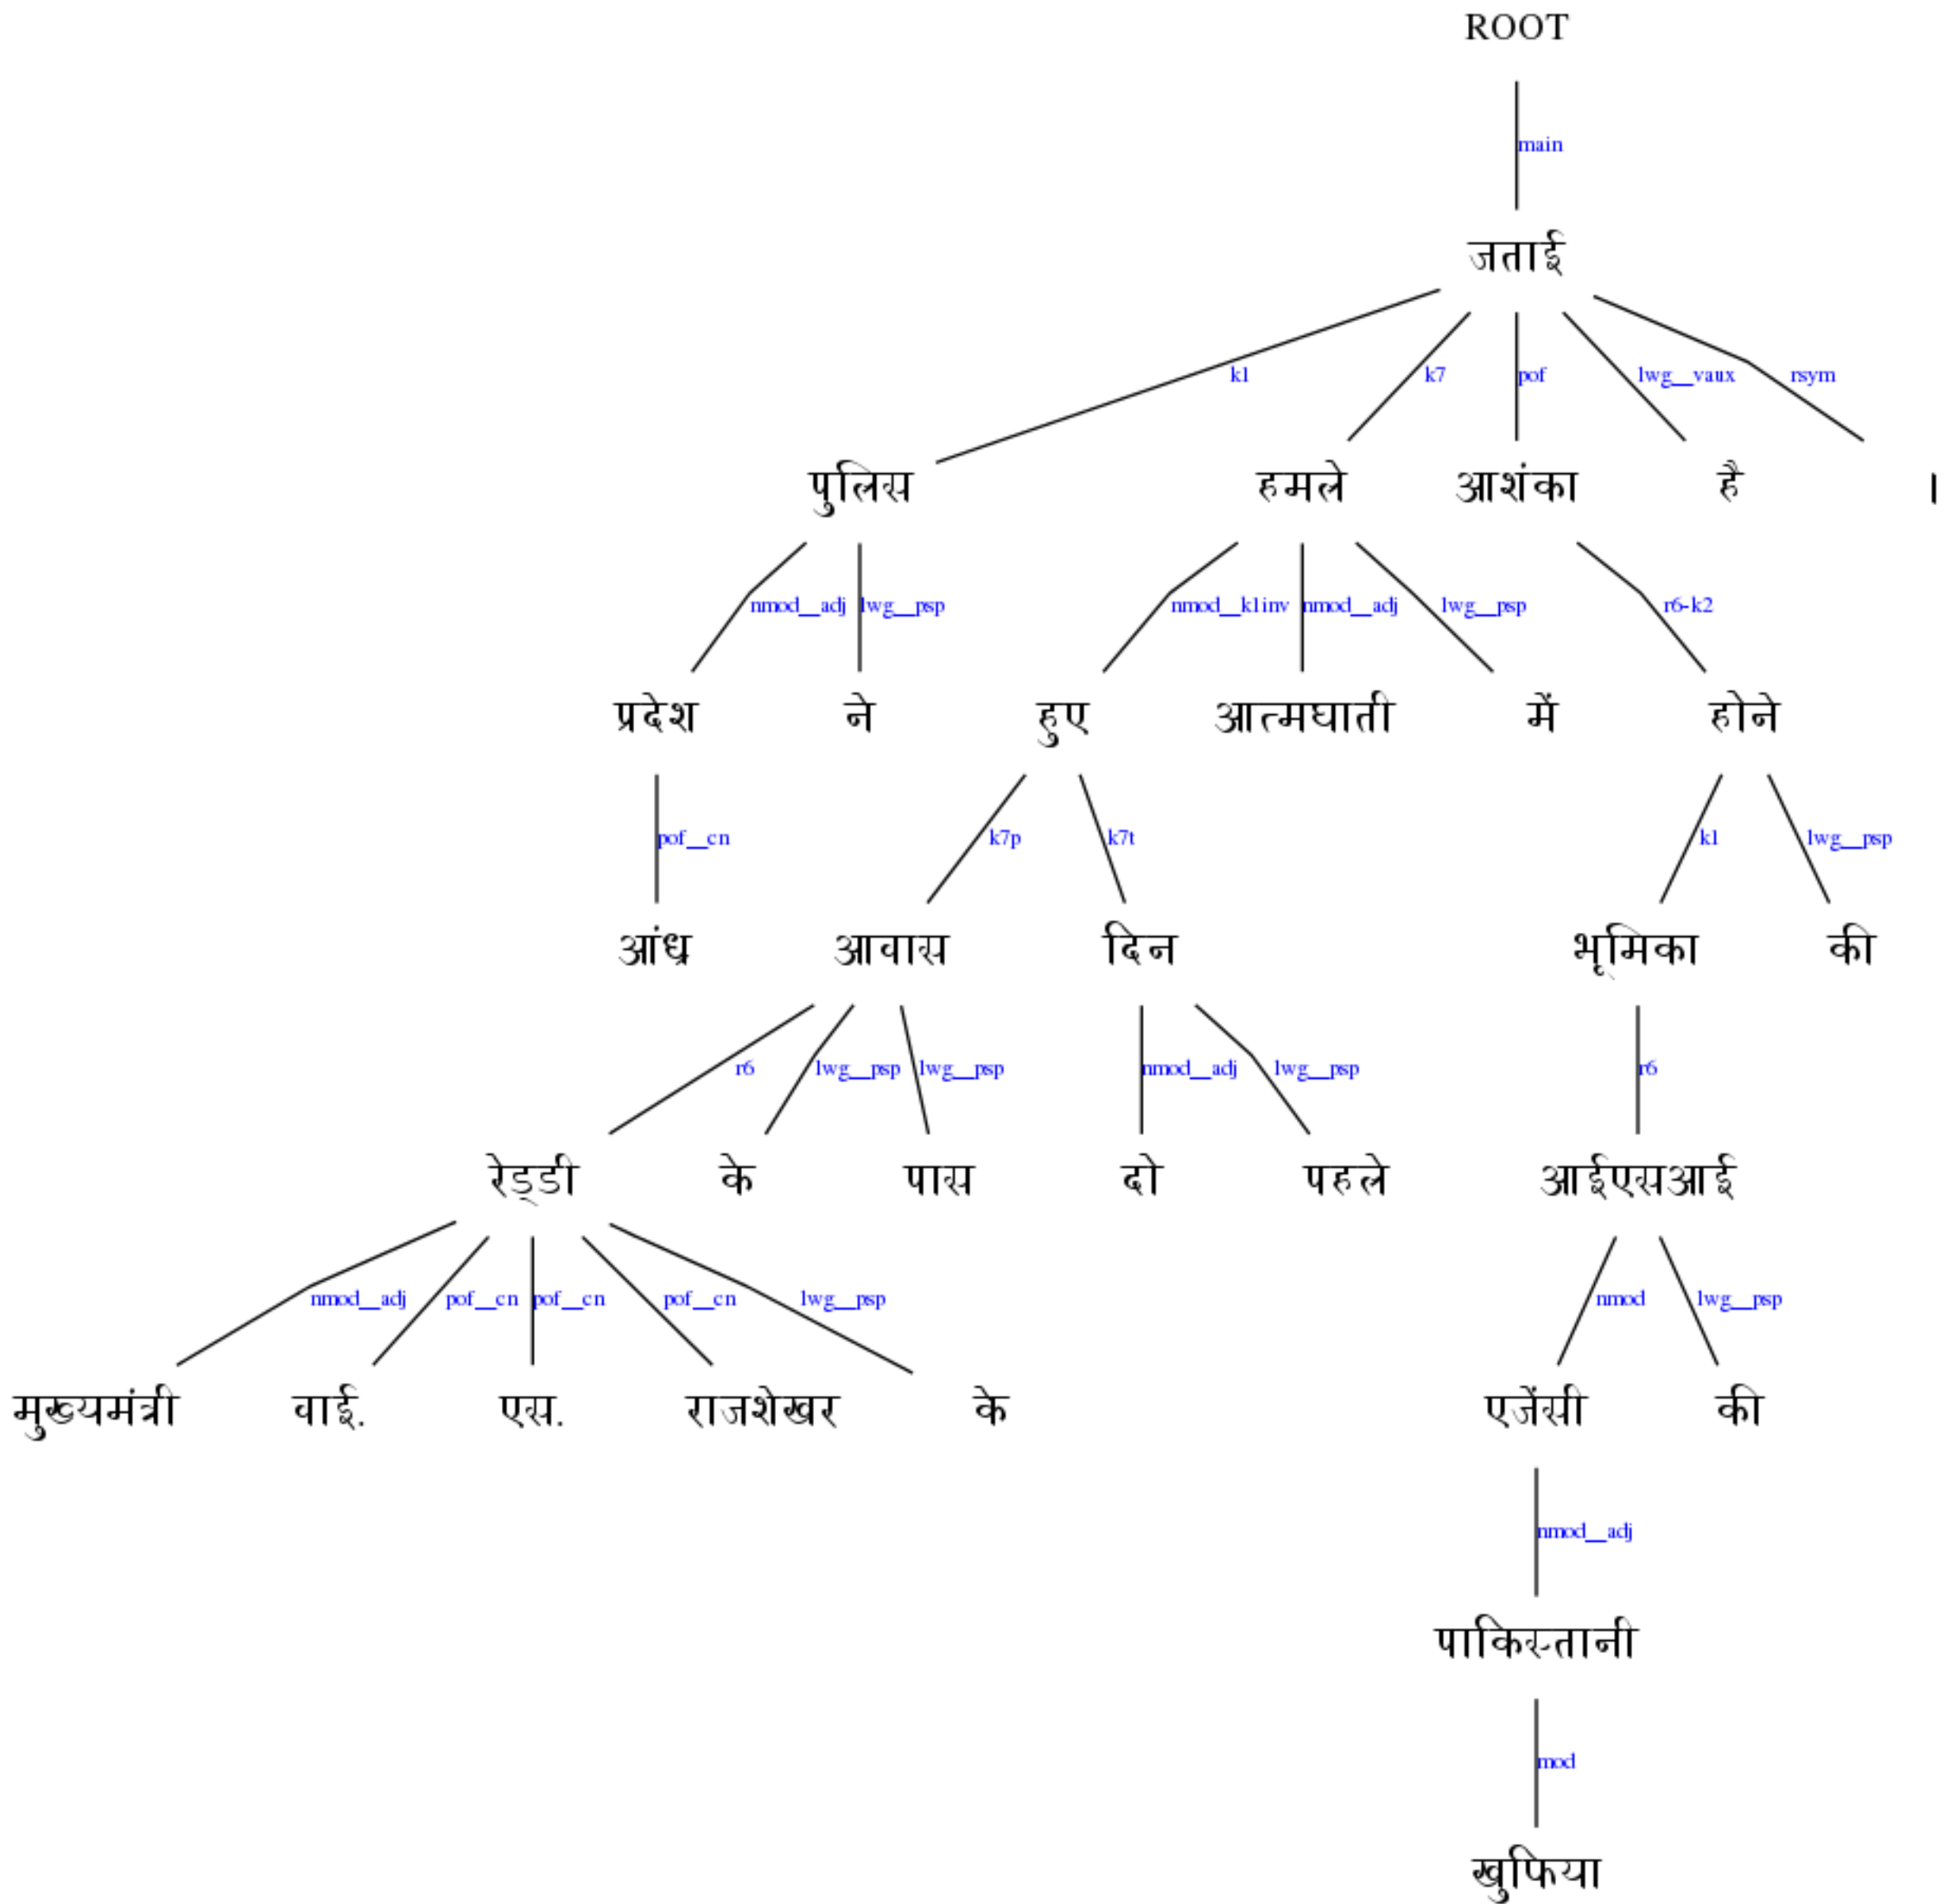 ROOT
main
जताई
k1 k7 pof lwg__vaux rsym
पुलिस हमले आशंका है ।
nmod__adj lwg__psp nmod__k1inv nmod__adj lwg__psp r6-k2
प्रदेश ने हुए आत्मघाती में होने
pof__cn k7p k7t k1 lwg__psp
आंध्र आवास दिन भूमिका की
r6 lwg__psp lwg__psp nmod__adj lwg__psp r6
रेड्डी के पास दो पहले आईएसआई
nmod__adj pof__cn pof__cn pof__cn lwg__psp nmod lwg__psp
मुख्यमंत्री वाई. एस. राजशेखर के एजेंसी की
nmod__adj
पाकिस्तानी
mod
खुफिया